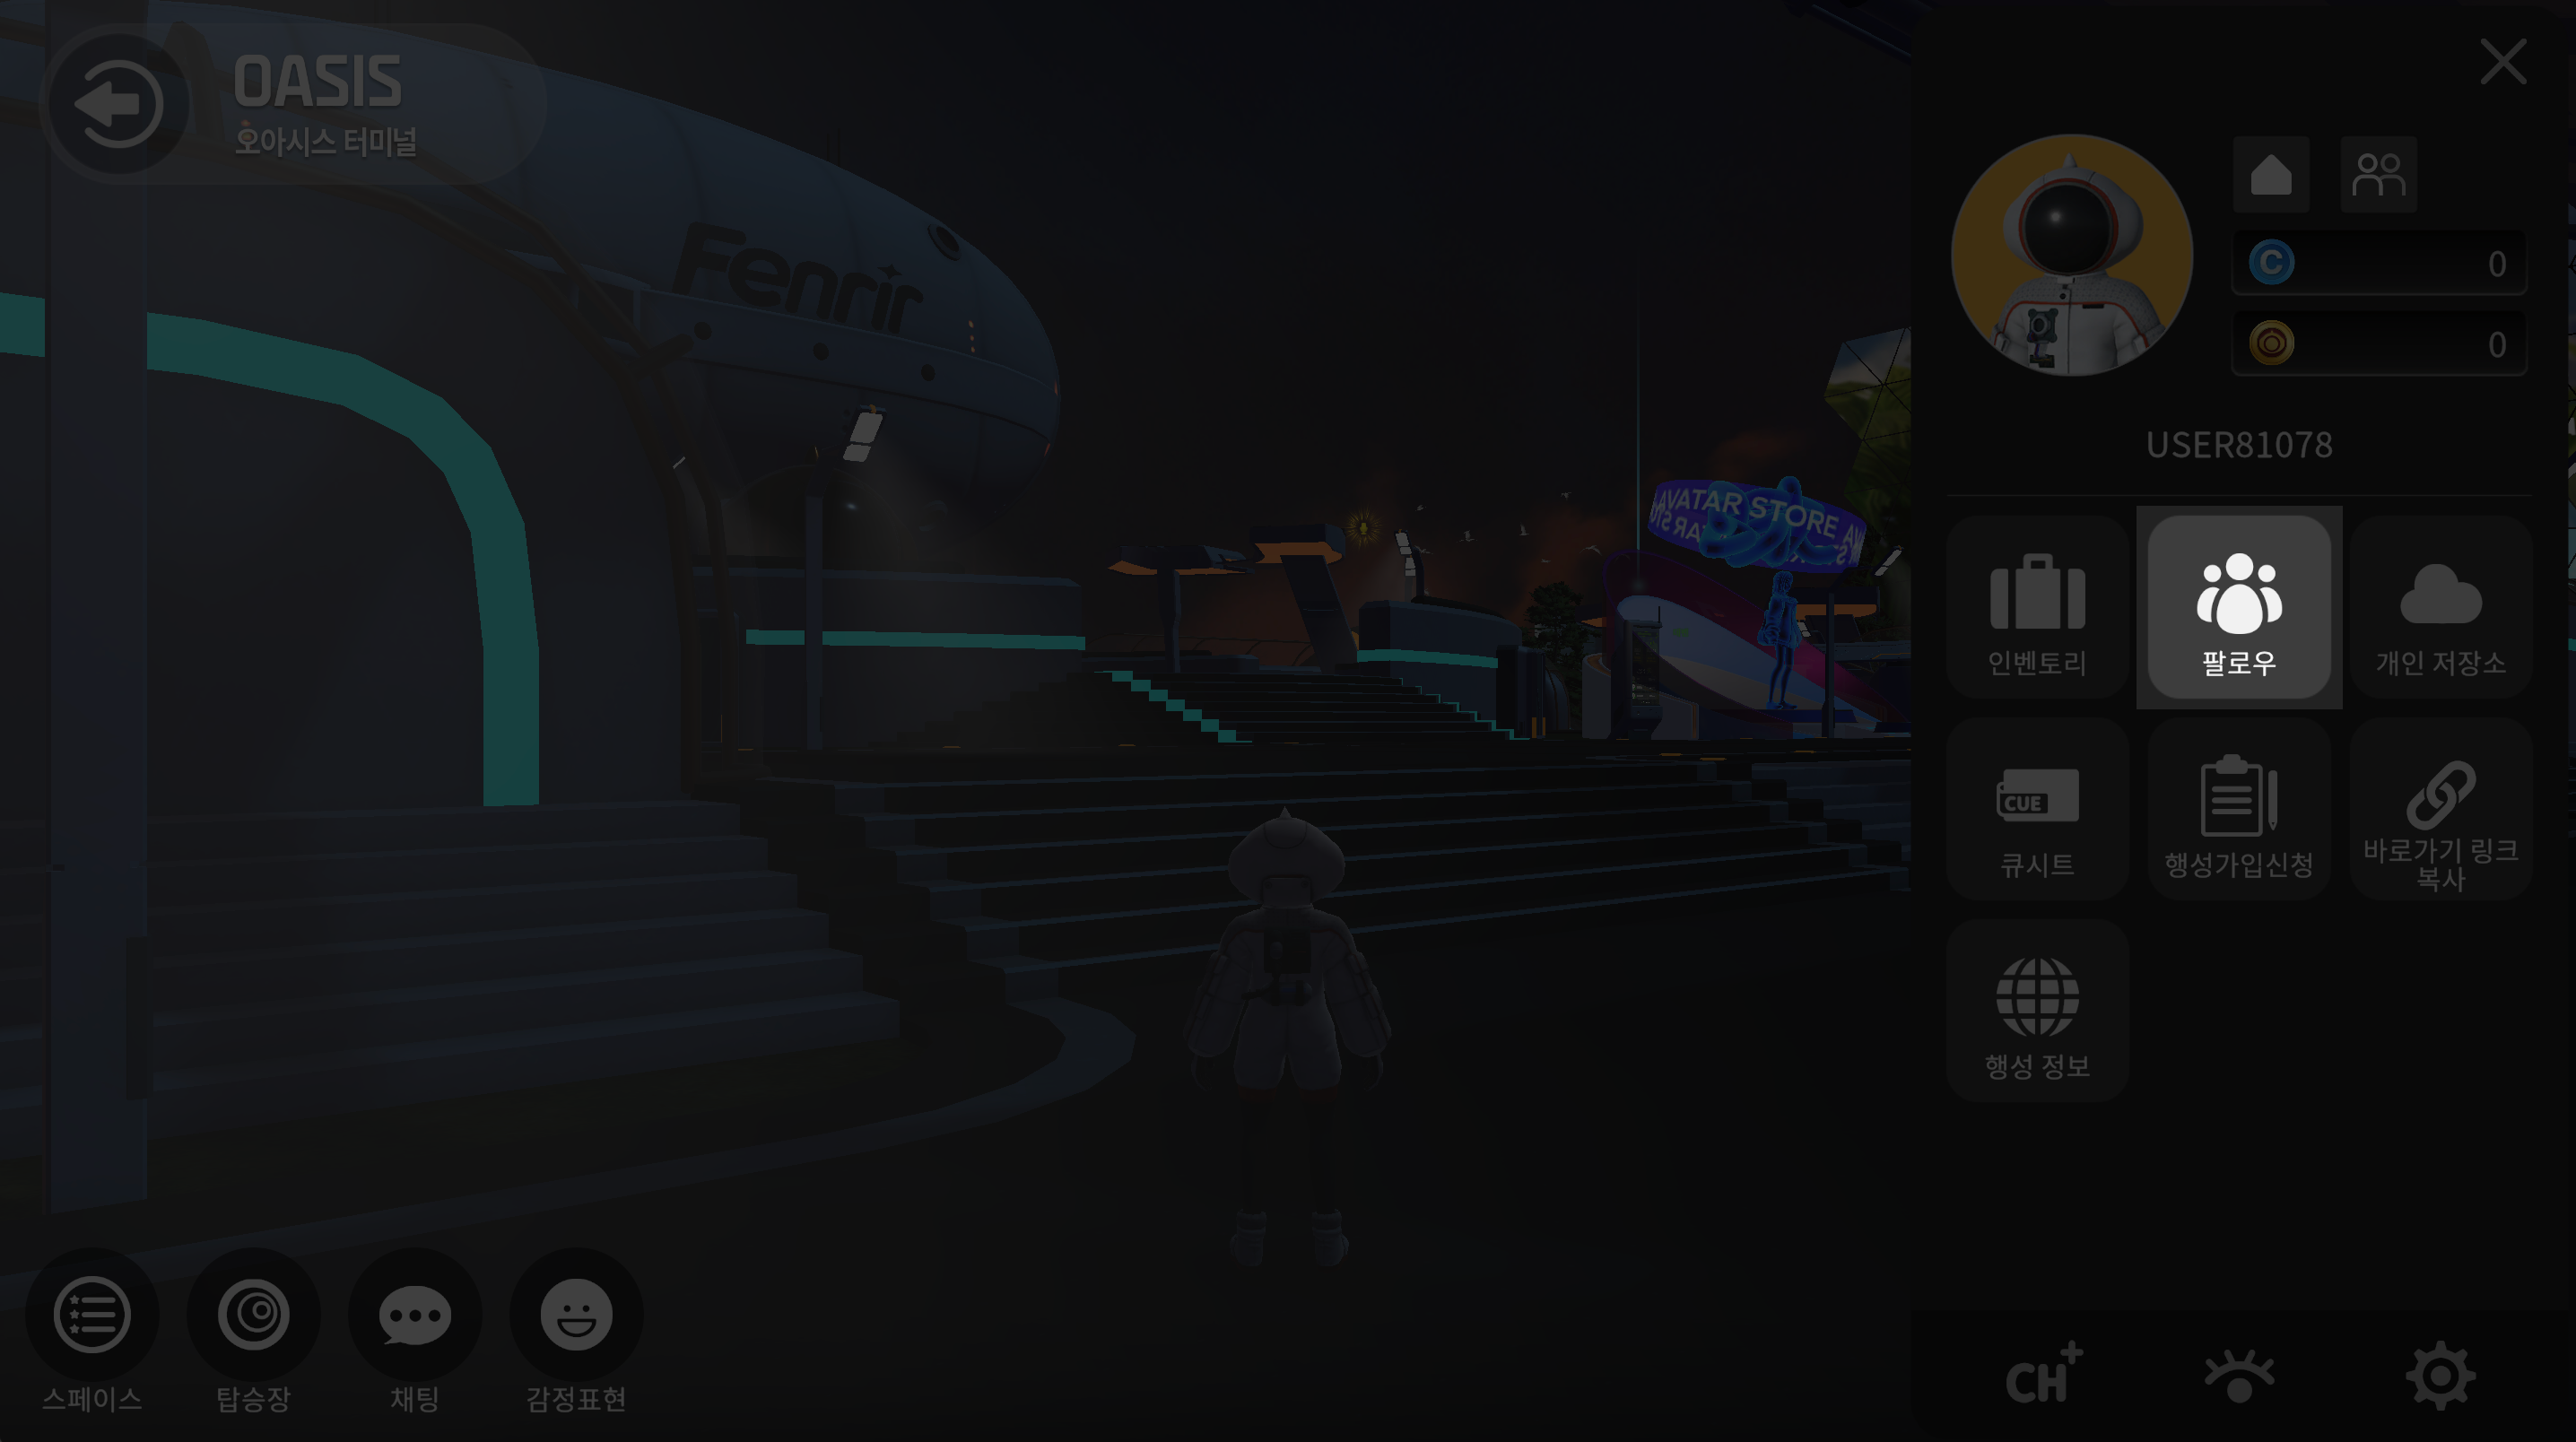 OASIS
오아시스 터미널
Fenrir
AVATAR STORE
C
0
0
USER81078
인벤토리
팔로우
개인 저장소
CUE
큐시트
행성가입신청
바로가기 링크
복사
행성 정보
스페이스
탑승장
채팅
감정표현
CH+